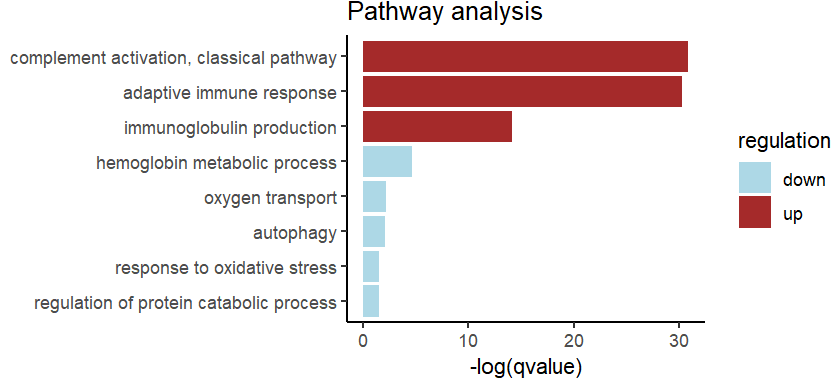 Pathway analysis
complement activation, classical pathway
adaptive immune response
immunoglobulin production
hemoglobin metabolic process
oxygen transport
autophagy
response to oxidative stress
regulation of protein catabolic process
0 10 20 30
-log(qvalue)
regulation
down
up